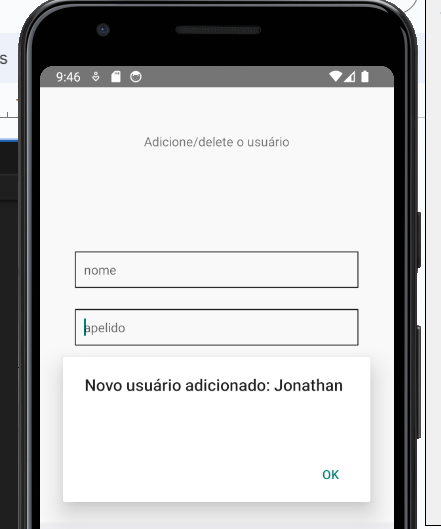 s
9:46
Adicione/delete o usuário
nome
apelido
Novo usuário adicionado: Jonathan
OK